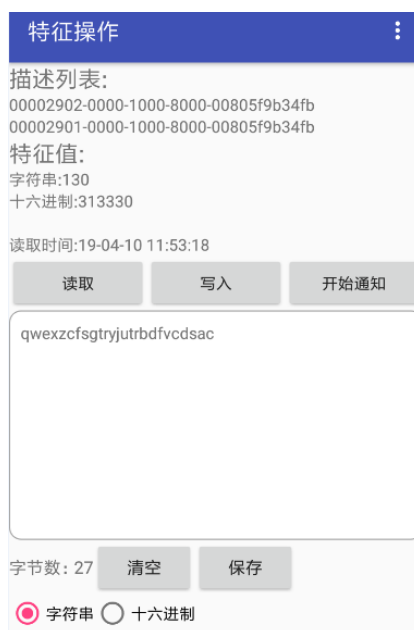 特征操作
描述列表:
00002902-0000-1000-8000-00805f9b34fb
00002901-0000-1000-8000-00805f9b34fb
特征值:
字符串:130
十六进制:313330
读取时间:19-04-10 11:53:18
读取 写入 开始通知
qwexzcfsgtryjutrbdfvcdsac
字节数: 27 清空 保存
字符串 十六进制